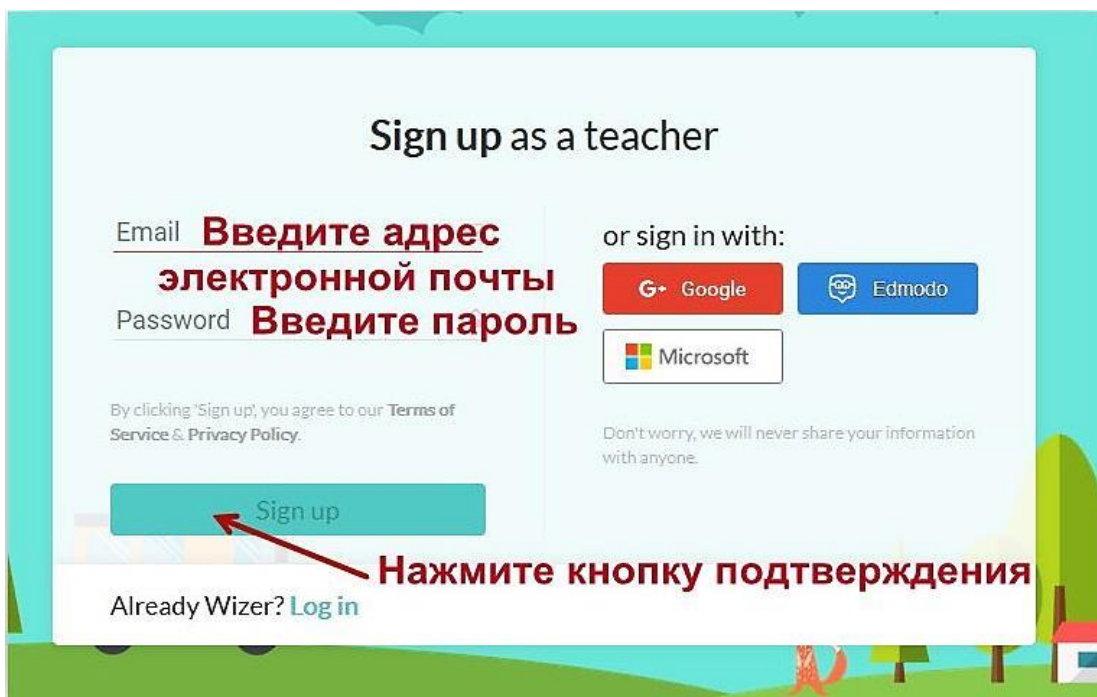 Sign up as a teacher
Email Введите адрес
электронной почты
Password Введите пароль
By clicking 'Sign up', you agree to our Terms of
Service & Privacy Policy.
Sign up
or sign in with:
G+ Google
Edmodo
Microsoft
Don't worry, we will never share your information
with anyone.
Нажмите кнопку подтверждения
Already Wizer? Log in